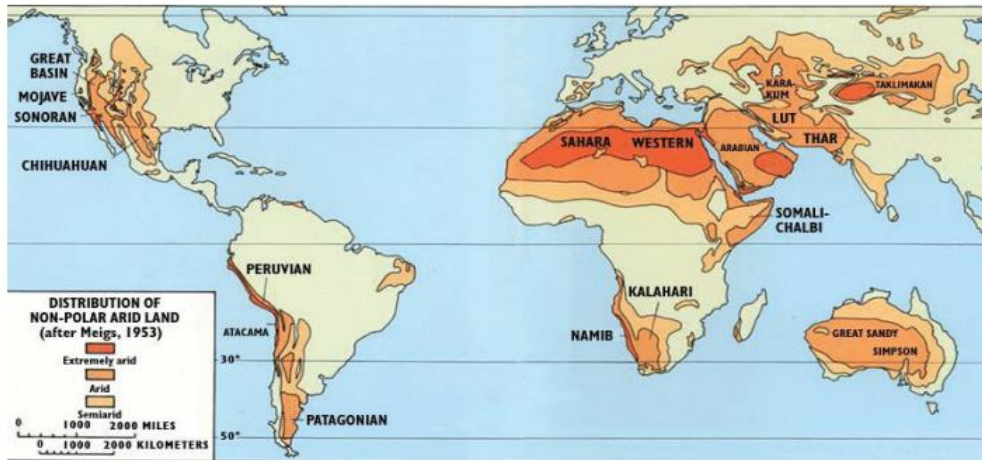 GREAT
BASIN
MOJAVE
SONORAN
CHIHUAHUAN
PERUVIAN
ATACAMA
PATAGONIAN
SAHARA
WESTERN
ARABIAN
KARA-
KUM
TAKLIMAKAN
LUT
THAR
SOMALI-
CHALBI
KALAHARI
NAMIB
GREAT SANDY
SIMPSON
30°
50°
DISTRIBUTION OF
NON-POLAR ARID LAND
(after Meigs, 1953)
Extremely arid
Arid
Semiarid
0 1000 2000 MILES
0 1000 2000 KILOMETERS